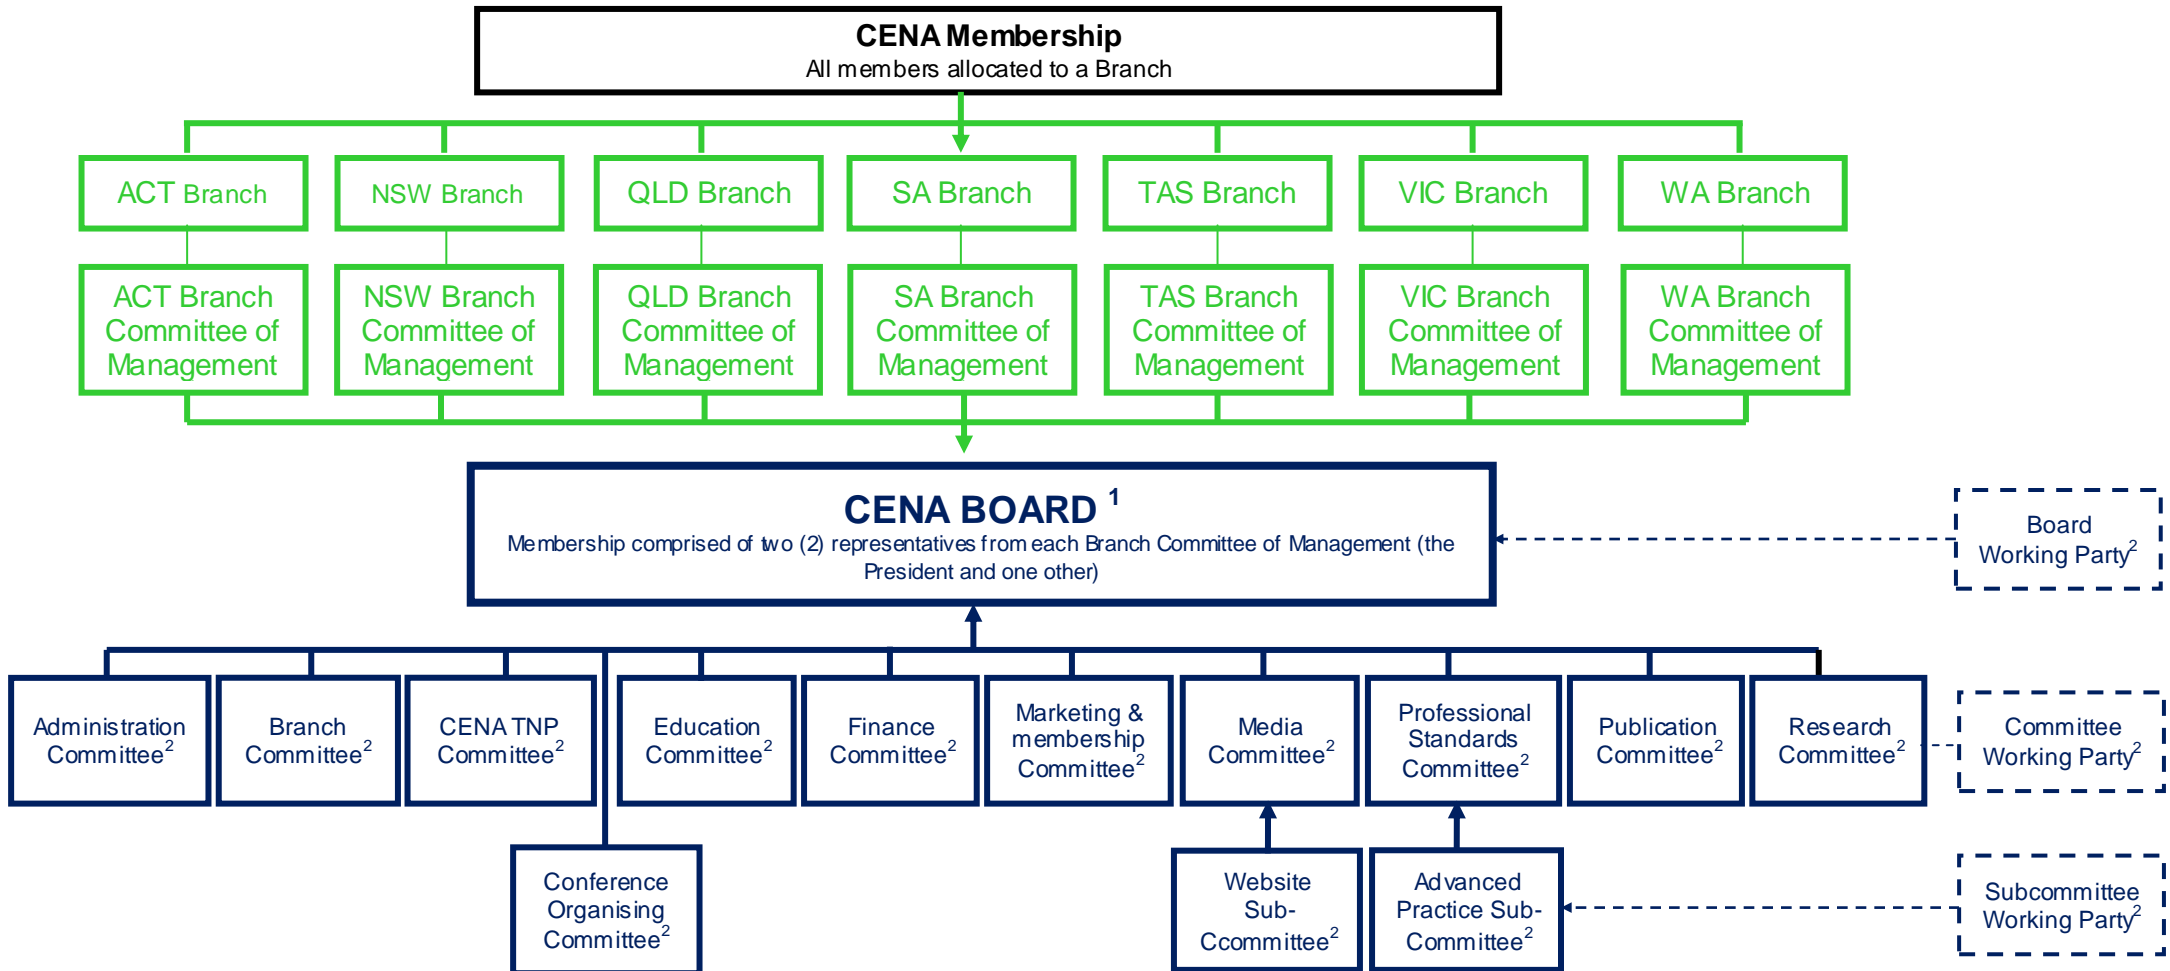 CENA Membership
All members allocated to a Branch
ACT Branch
NSW Branch
QLD Branch
SA Branch
TAS Branch
VIC Branch
WA Branch
ACT Branch
Committee of
Management
NSW Branch
Committee of
Management
QLD Branch
Committee of
Management
SA Branch
Committee of
Management
TAS Branch
Committee of
Management
VIC Branch
Committee of
Management
WA Branch
Committee of
Management
CENA BOARD 1
Membership comprised of two (2) representatives from each Branch Committee of Management (the
President and one other)
Board
Working Party2
Administration
Committee2
Branch
Committee2
CENA TNP
Committee2
Education
Committee2
Finance
Committee2
Marketing &
membership
Committee2
Media
Committee2
Professional
Standards
Committee2
Publication
Committee2
Research
Committee2
Committee
Working Party2
Conference
Organising
Committee2
Website
Sub-
Ccommittee2
Advanced
Practice Sub-
Committee2
Subcommittee
Working Party2